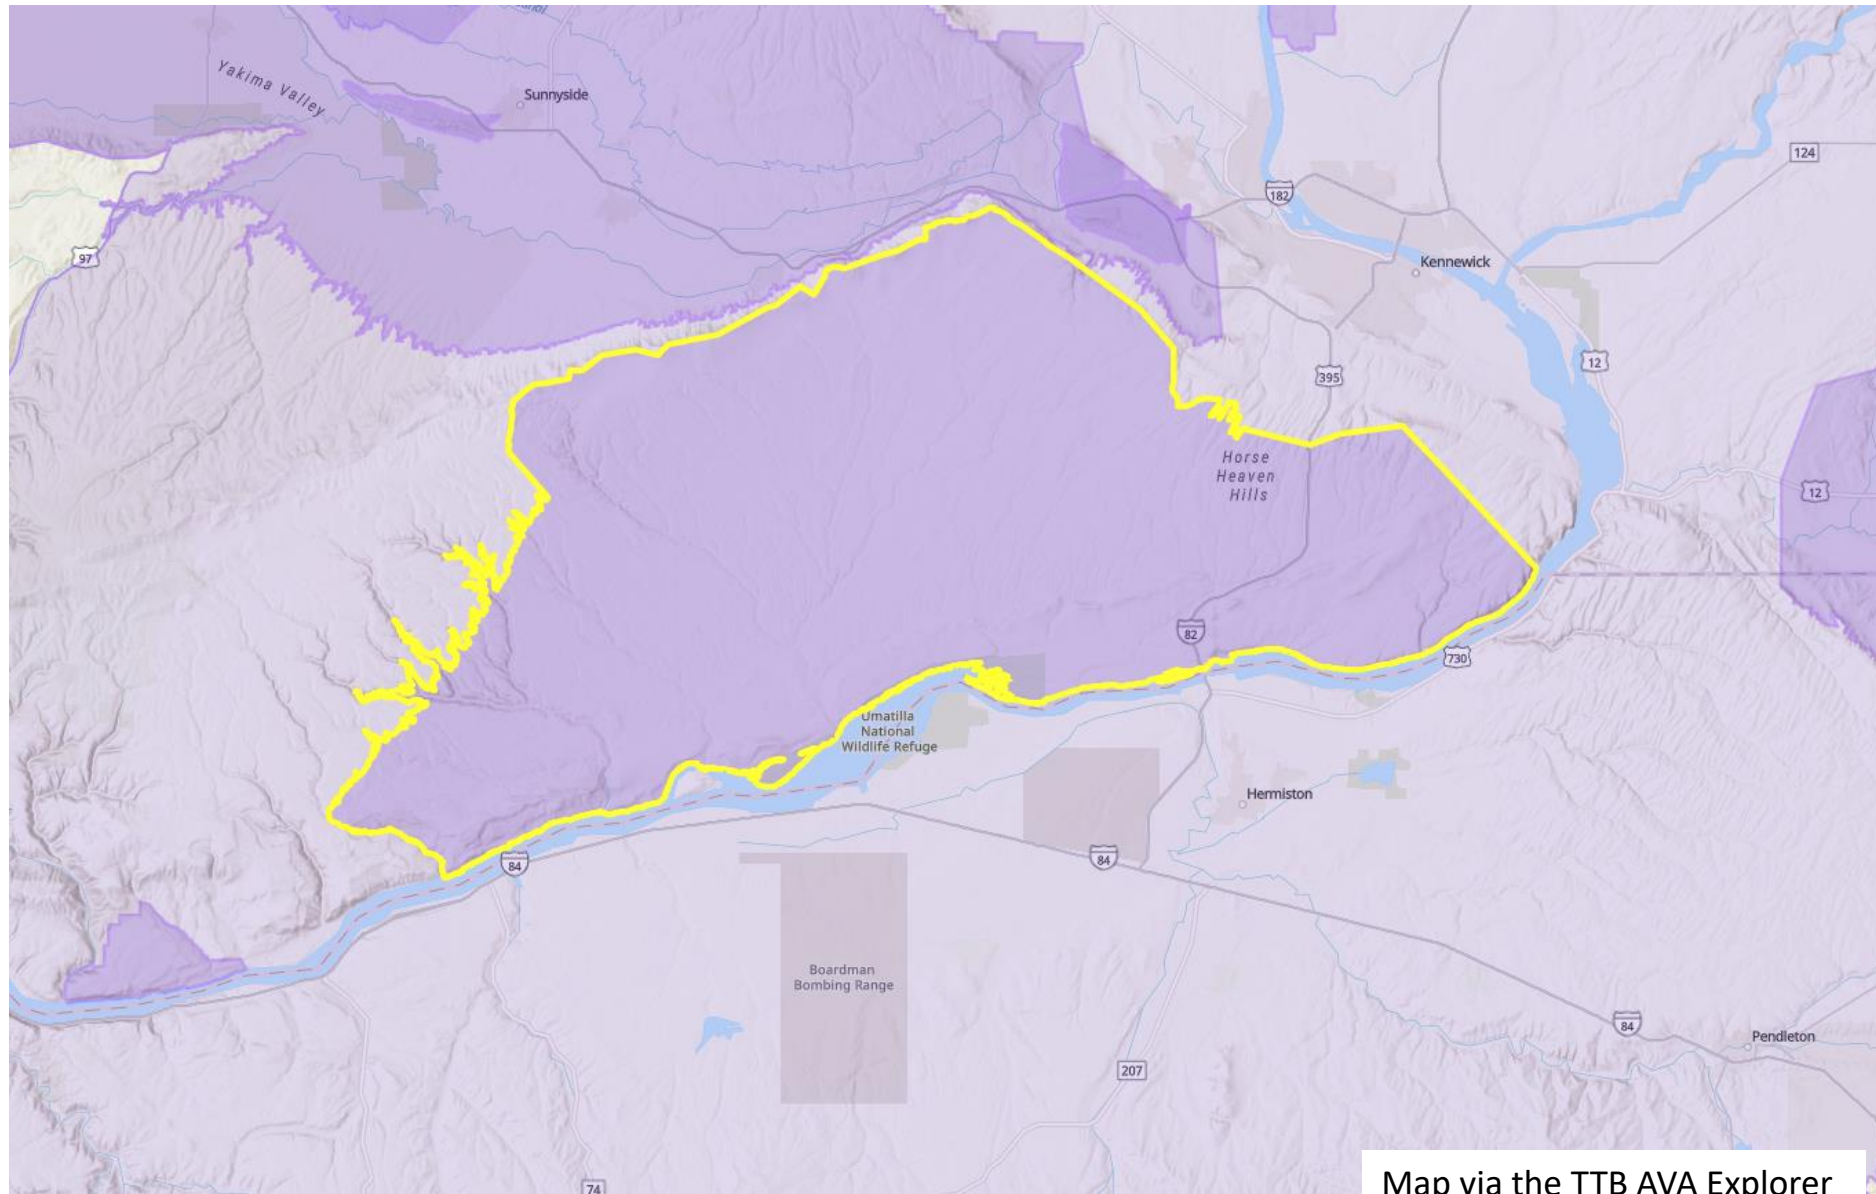 Yakima Valley
Sunnyside
124
182
97
Kennewick
12
395
Horse
Heaven
Hills
12
82
730
Umatilla
National
Wildlife Refuge
Hermiston
84
84
Boardman
Bombing Range
84
Pendleton
207
Map via the TTB AVA Explorer
74